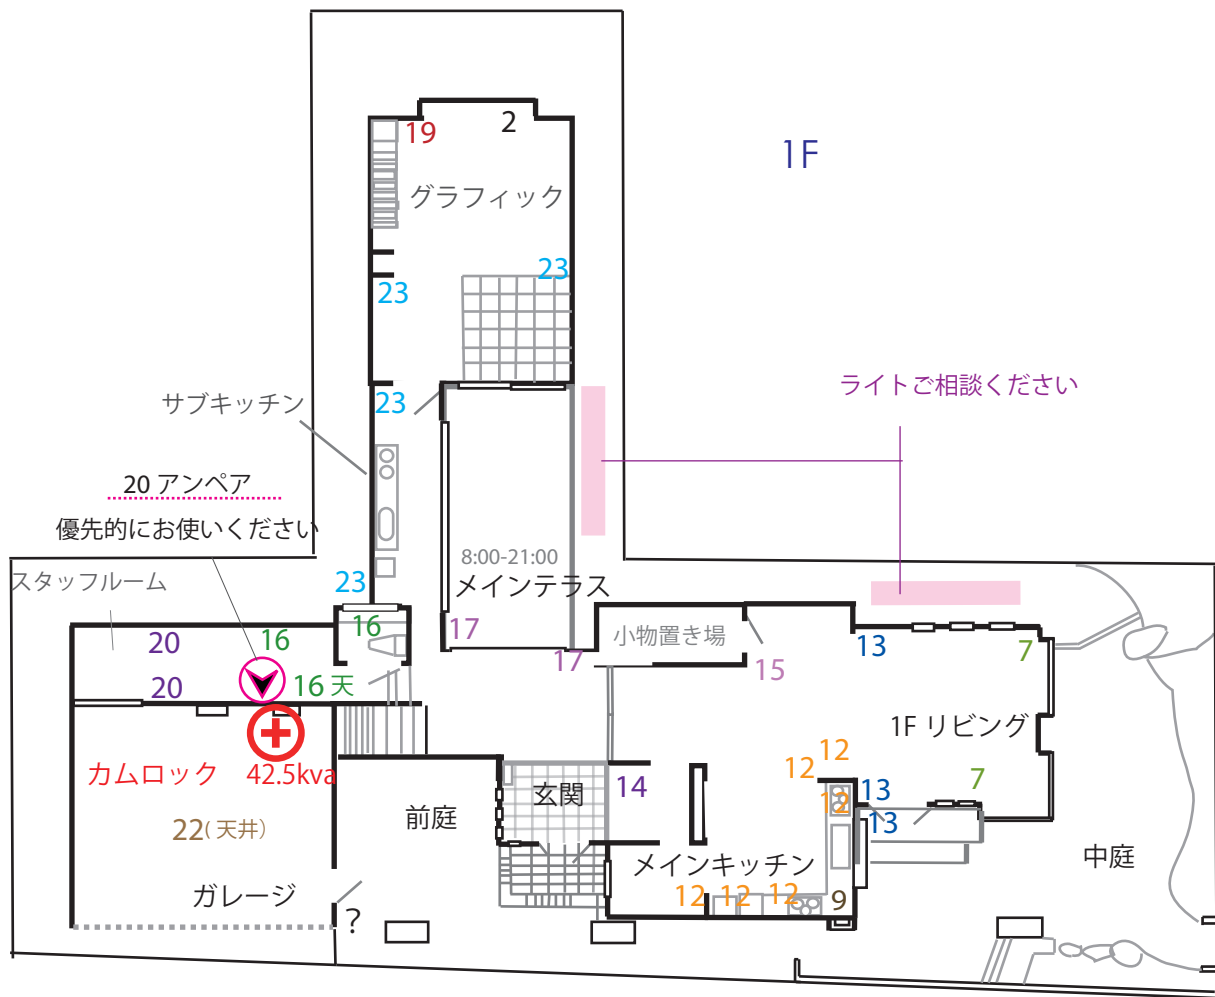 2
19
1F
グラフィック
23
23
ライトご相談ください
23
サブキッチン
20 アンペア
優先的にお使いください
8:00-21:00
メインテラス
スタッフルーム
23
16
17
小物置き場
20
16
13
7
17
15
20
16 天
1F リビング
カムロック
42.5kva
12
12
7
14
玄関
13
12
前庭
13
22( 天井）
メインキッチン
中庭
ガレージ
12
12
12
9
?